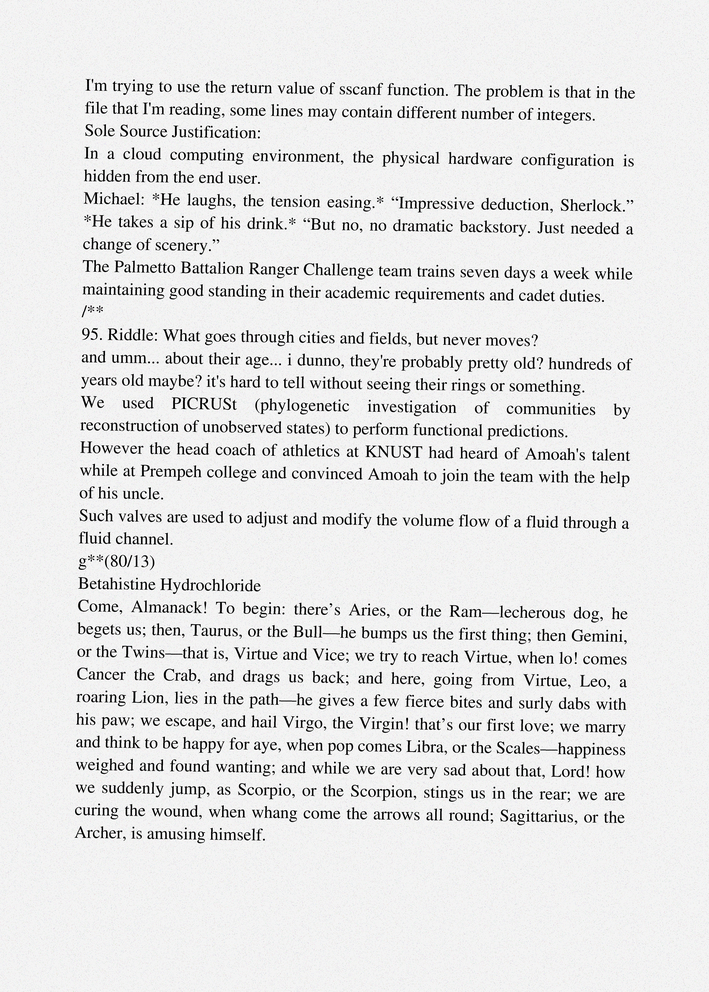 I'm trying to use the return value of sscanf function. The problem is that in the
file that I'm reading, some lines may contain different number of integers.
Sole Source Justification:
In a cloud computing environment, the physical hardware configuration is
hidden from the end user.
Michael: *He laughs, the tension easing.* “Impressive deduction, Sherlock.”
*He takes a sip of his drink.* “But no, no dramatic backstory. Just needed a
change of scenery.”
The Palmetto Battalion Ranger Challenge team trains seven days a week while
maintaining good standing in their academic requirements and cadet duties.
/**
95. Riddle: What goes through cities and fields, but never moves?
and umm... about their age... i dunno, they're probably pretty old? hundreds of
years old maybe? it's hard to tell without seeing their rings or something.
We used PICRUSt (phylogenetic investigation of communities by
reconstruction of unobserved states) to perform functional predictions.
However the head coach of athletics at KNUST had heard of Amoah's talent
while at Prempeh college and convinced Amoah to join the team with the help
of his uncle.
Such valves are used to adjust and modify the volume flow of a fluid through a
fluid channel.
g**(80/13)
Betahistine Hydrochloride
Come, Almanack! To begin: there’s Aries, or the Ram—lecherous dog, he
begets us; then, Taurus, or the Bull—he bumps us the first thing; then Gemini,
or the Twins—that is, Virtue and Vice; we try to reach Virtue, when lo! comes
Cancer the Crab, and drags us back; and here, going from Virtue, Leo, a
roaring Lion, lies in the path—he gives a few fierce bites and surly dabs with
his paw; we escape, and hail Virgo, the Virgin! that’s our first love; we marry
and think to be happy for aye, when pop comes Libra, or the Scales—happiness
weighed and found wanting; and while we are very sad about that, Lord! how
we suddenly jump, as Scorpio, or the Scorpion, stings us in the rear; we are
curing the wound, when whang come the arrows all round; Sagittarius, or the
Archer, is amusing himself.